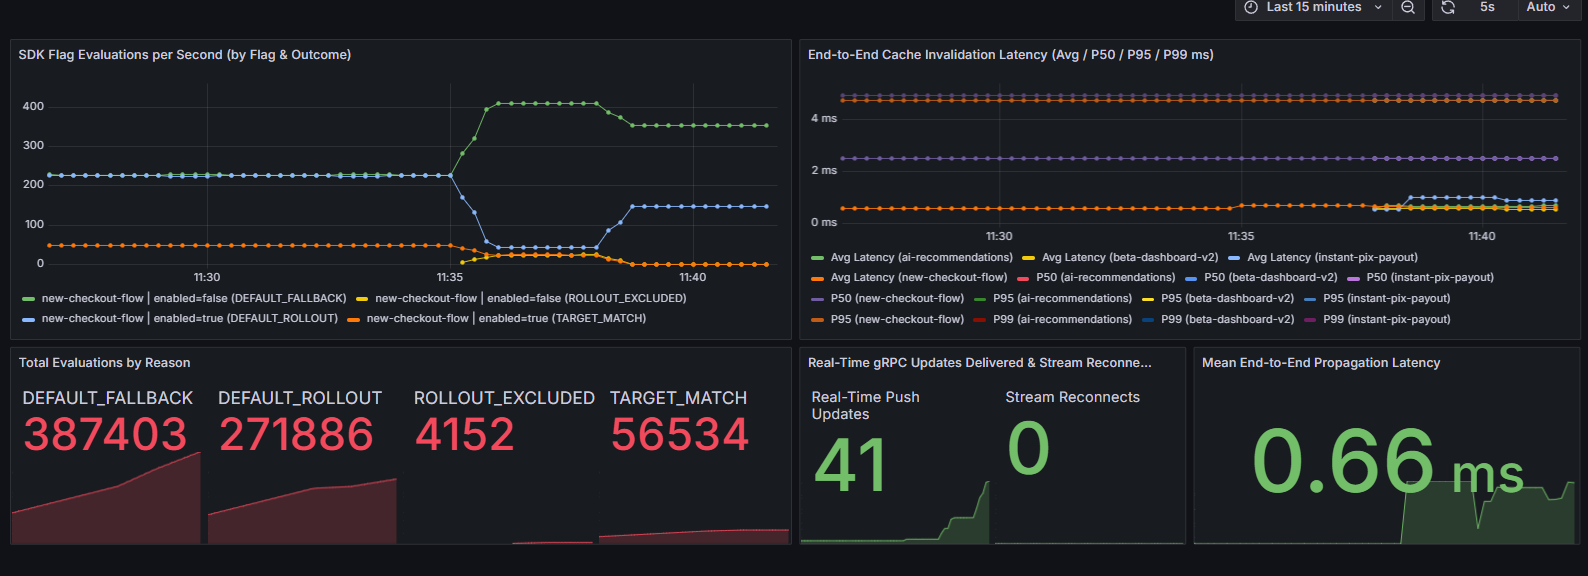 Last 15 minutes
5s
Auto
SDK Flag Evaluations per Second (by Flag & Outcome)
400
300
200
100
0
11:30
11:35
11:40
new-checkout-flow | enabled=false (DEFAULT_FALLBACK)
new-checkout-flow | enabled=false (ROLLOUT_EXCLUDED)
new-checkout-flow | enabled=true (DEFAULT_ROLLOUT)
new-checkout-flow | enabled=true (TARGET_MATCH)
End-to-End Cache Invalidation Latency (Avg / P50 / P95 / P99 ms)
4 ms
2 ms
0 ms
11:30
11:35
11:40
Avg Latency (ai-recommendations)
Avg Latency (beta-dashboard-v2)
Avg Latency (instant-pix-payout)
Avg Latency (new-checkout-flow)
P50 (ai-recommendations)
P50 (beta-dashboard-v2)
P50 (instant-pix-payout)
P50 (new-checkout-flow)
P95 (ai-recommendations)
P95 (beta-dashboard-v2)
P95 (instant-pix-payout)
P95 (new-checkout-flow)
P99 (ai-recommendations)
P99 (beta-dashboard-v2)
P99 (instant-pix-payout)
Total Evaluations by Reason
DEFAULT_FALLBACK
387403
DEFAULT_ROLLOUT
271886
ROLLOUT_EXCLUDED
4152
TARGET_MATCH
56534
Real-Time gRPC Updates Delivered & Stream Reconne...
Real-Time Push
Updates
41
Stream Reconnects
0
Mean End-to-End Propagation Latency
0.66 ms